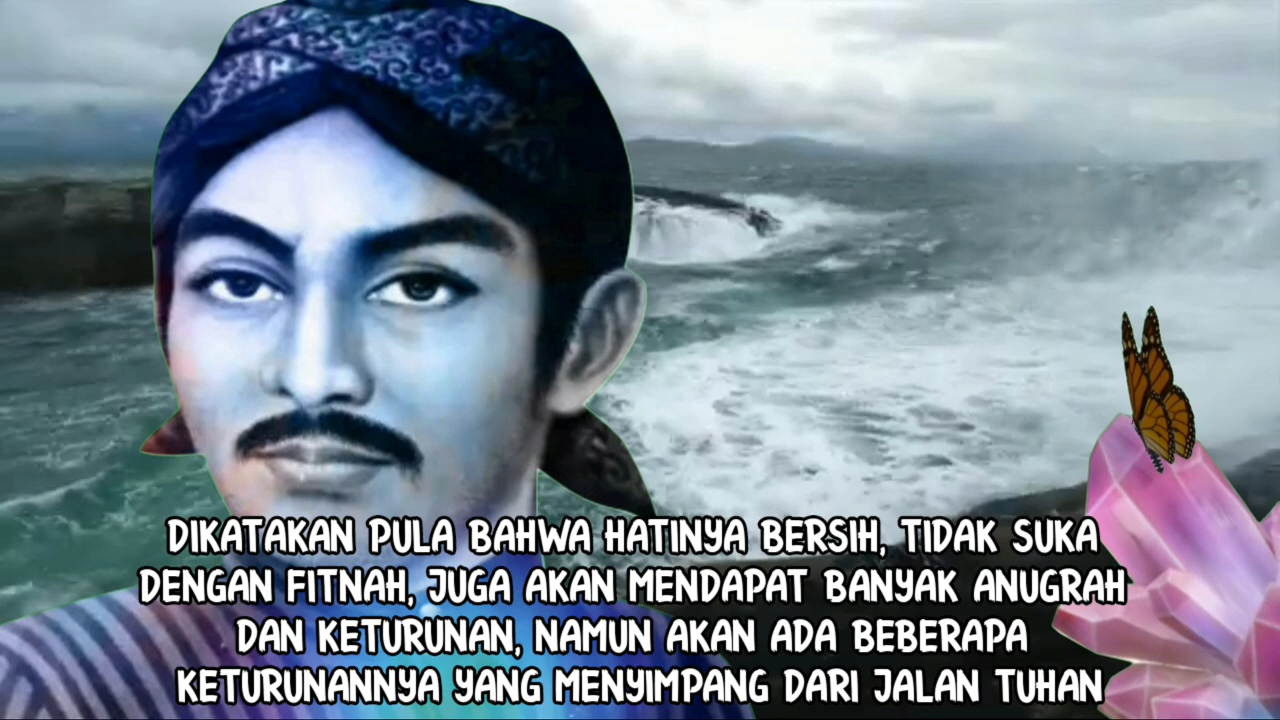 DIKATAKAN PULA BAHWA HATINYA BERSIH, TIDAK SUKA
DENGAN FITNAH, JUGA AKAN MENDAPAT BANYAK ANUGRAH
DAN KETURUNAN, NAMUN AKAN ADA BEBERAPA
KETURUNANNYA YANG MENYIMPANG DARI JALAN TUHAN